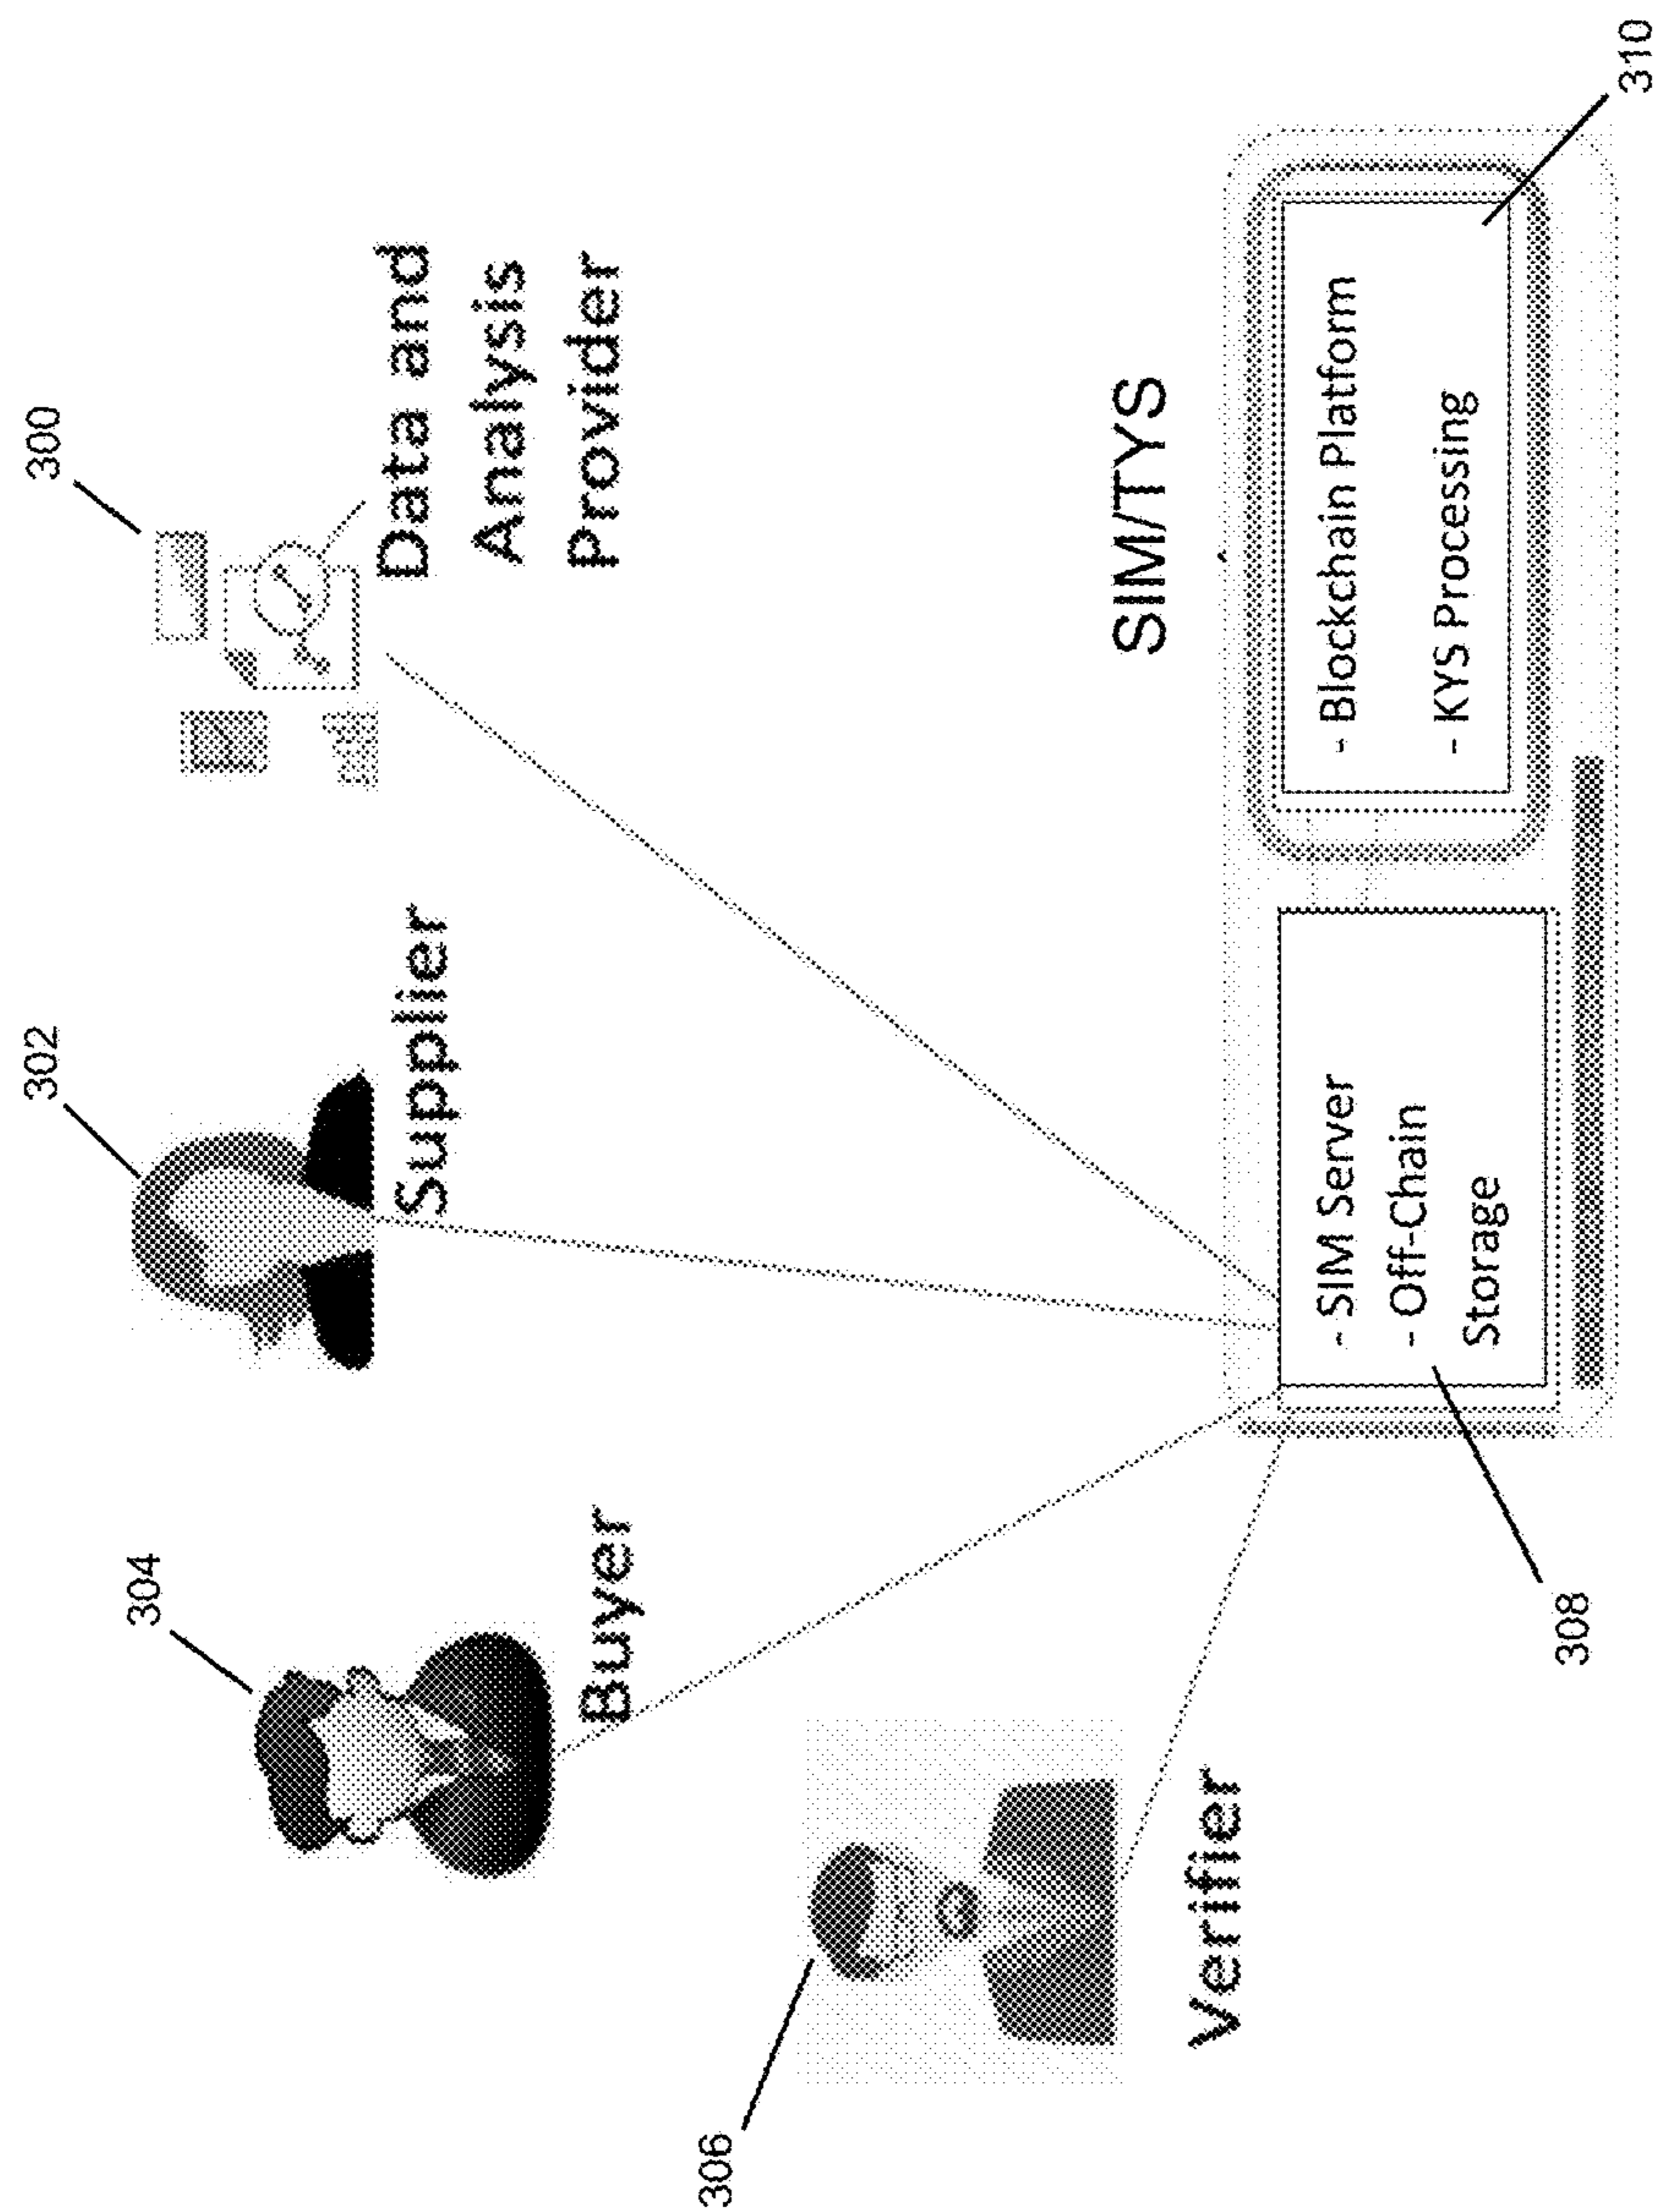 300
302
304
306
Data and
Analysis
Provider
Supplier
Buyer
Verifier
SIM/TYS
- SIM Server
- Off-Chain
Storage
- Blockchain Platform
- KYS Processing
308
310